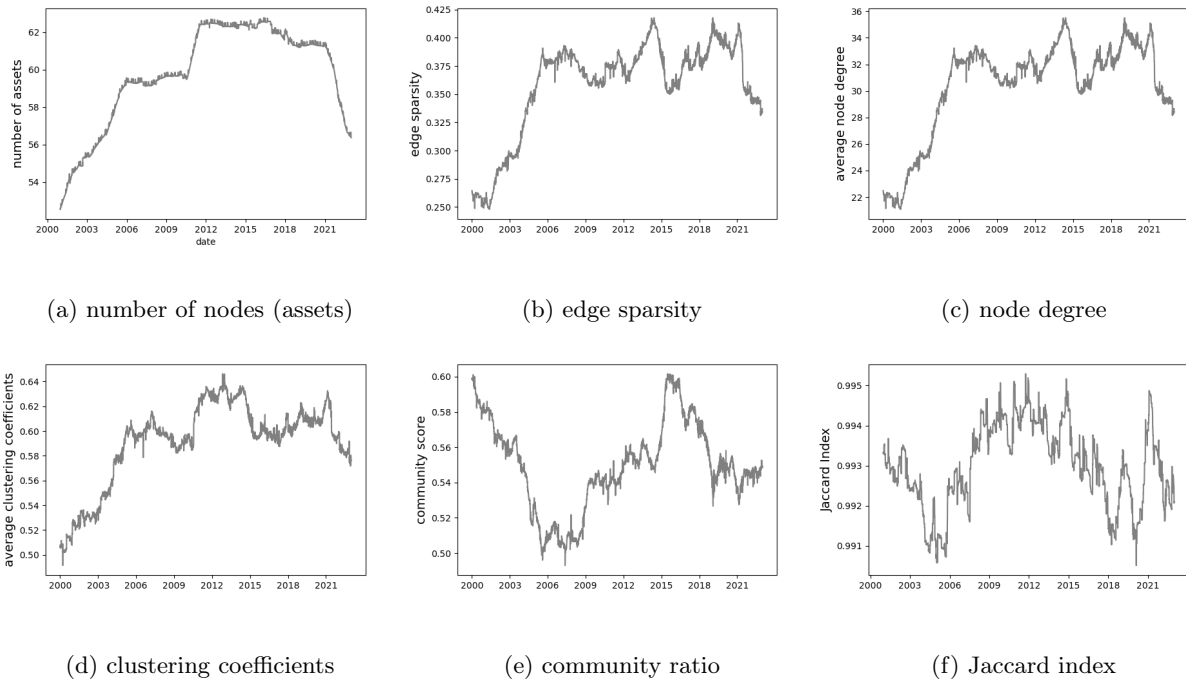 number of assets
62
60
58
56
54
2000 2003 2006 2009 2012 2015 2018 2021
date
(a) number of nodes (assets)
edge sparsity
0.425
0.400
0.375
0.350
0.325
0.300
0.275
0.250
2000 2003 2006 2009 2012 2015 2018 2021
(b) edge sparsity
average node degree
36
34
32
30
28
26
24
22
2000 2003 2006 2009 2012 2015 2018 2021
(c) node degree
average clustering coefficients
0.64
0.62
0.60
0.58
0.56
0.54
0.52
0.50
2000 2003 2006 2009 2012 2015 2018 2021
(d) clustering coefficients
community score
0.60
0.58
0.56
0.54
0.52
0.50
2000 2003 2006 2009 2012 2015 2018 2021
(e) community ratio
Jaccard Index
0.995
0.994
0.993
0.992
0.991
2000 2003 2006 2009 2012 2015 2018 2021
(f) Jaccard index